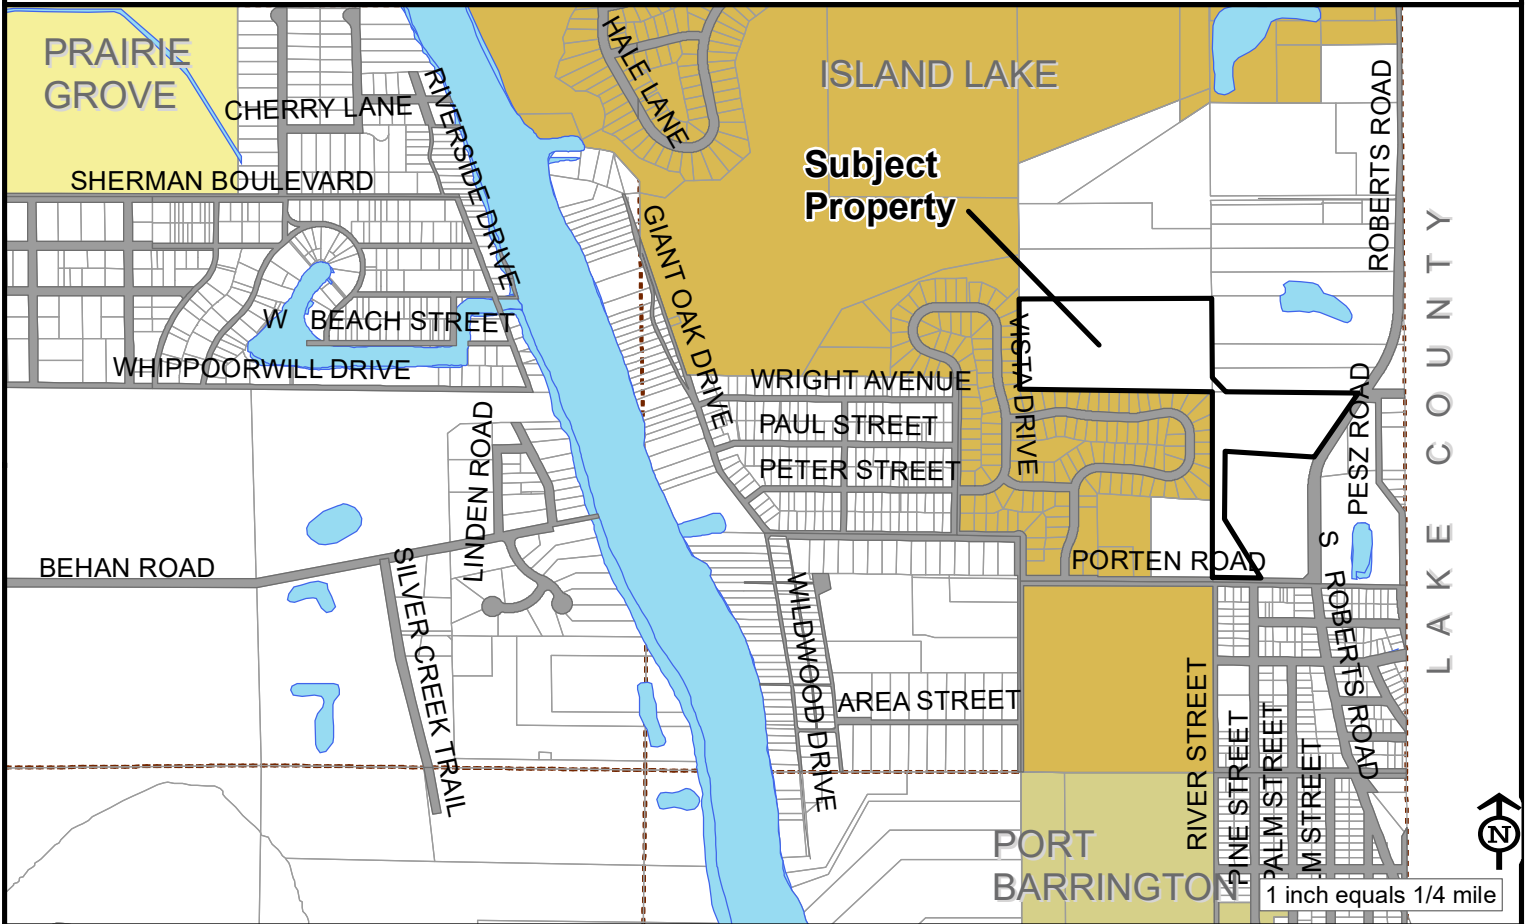 PRAIRIE
GROVE
ISLAND LAKE
HALE LANE
CHERRY LANE
RIVERSIDE DRIVE
ROBERTS ROAD
Subject
Property
SHERMAN BOULEVARD
GIANT OAK DRIVE
LAKE COUNTY
W BEACH STREET
VISTA DRIVE
WHIPPOORWILL DRIVE
WRIGHT AVENUE
PAUL STREET
PETER STREET
PESZ ROAD
LINDEN ROAD
BEHAN ROAD
SILVER CREEK TRAIL
PORTEN ROAD
S ROBERTS ROAD
WILDWOOD DRIVE
AREA STREET
RIVER STREET
PINE STREET
PALM STREET
M STREET
PORT
BARRINGTON
N
1 inch equals 1/4 mile